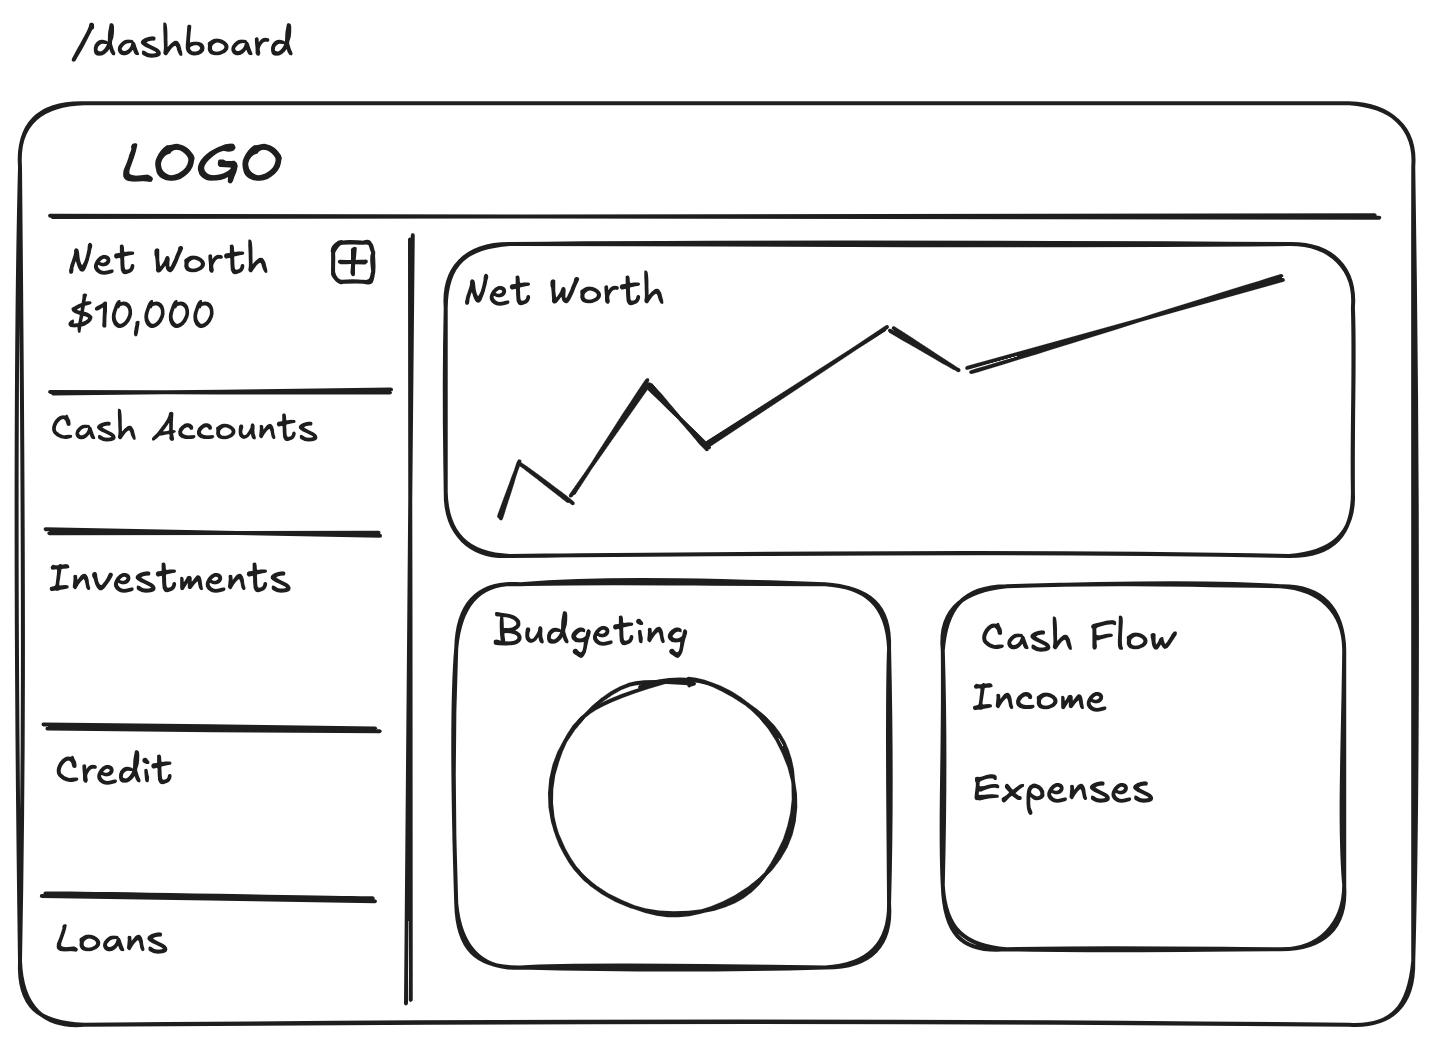 /dashboard
LOGO
Net Worth
$10,000
Cash Accounts
Investments
Credit
Loans
Net Worth
Budgeting
Cash Flow
Income
Expenses